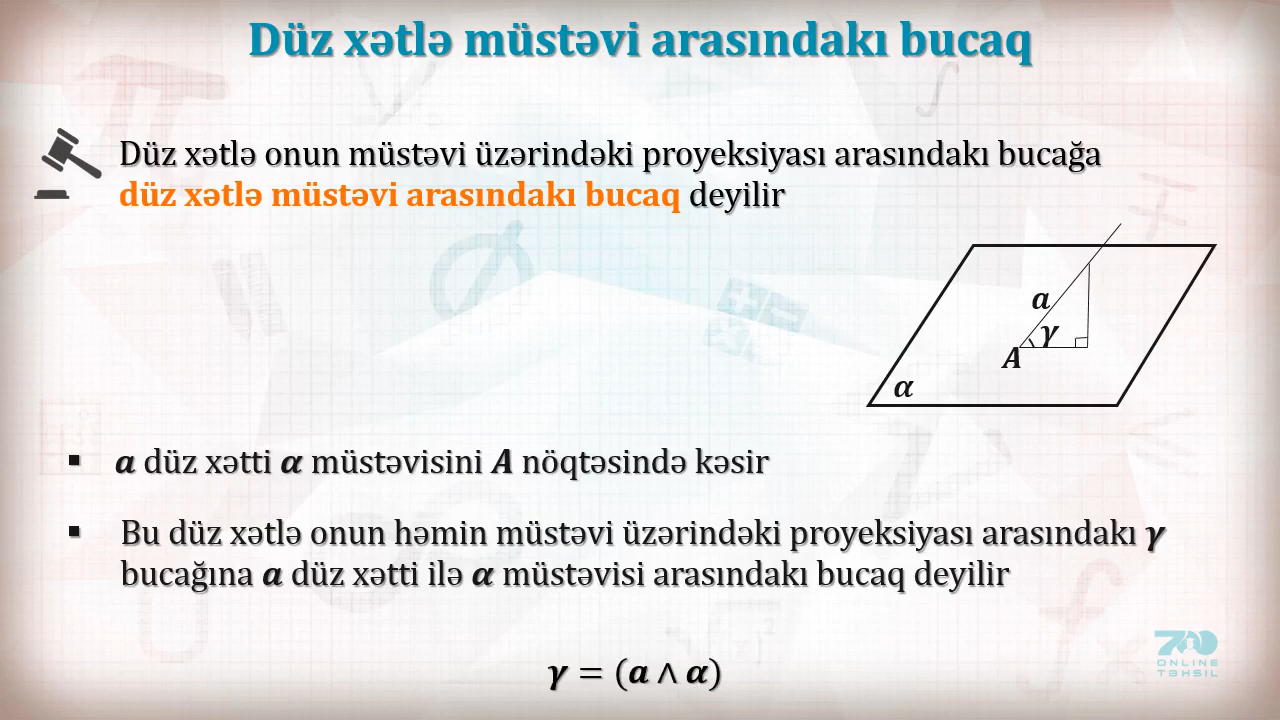 Düz xətlə müstəvi arasındakı bucaq
Düz xətlə onun müstəvi üzərindəki proyeksiyası arasındakı bucağa
düz xətlə müstəvi arasındakı bucaq deyilir
a
γ
A
α
▪ a düz xətti α müstəvisini A nöqtəsində kəsir
▪ Bu düz xətlə onun həmin müstəvi üzərindəki proyeksiyası arasındakı γ
bucağına a düz xətti ilə α müstəvisi arasındakı bucaq deyilir
700
ONLINE
TƏHSİL
γ = (a ∧ α)